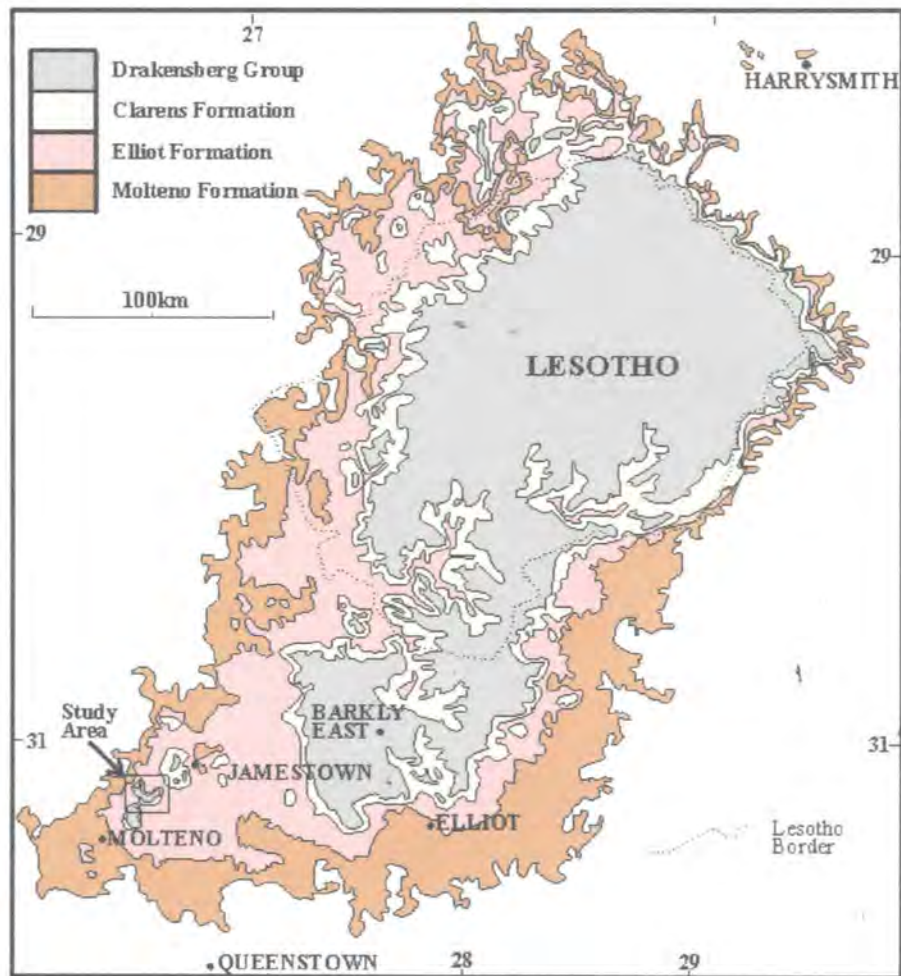 27
Drakensberg Group
Clarens Formation
Elliot Formation
Molteno Formation
HARRYSMITH
29
29
100km
LESOTHO
BARKLY
EAST
Study
Area
31
31
JAMESTOWN
MOLTENO
ELLIOT
Lesotho
Border
QUEENSTOWN
28
29